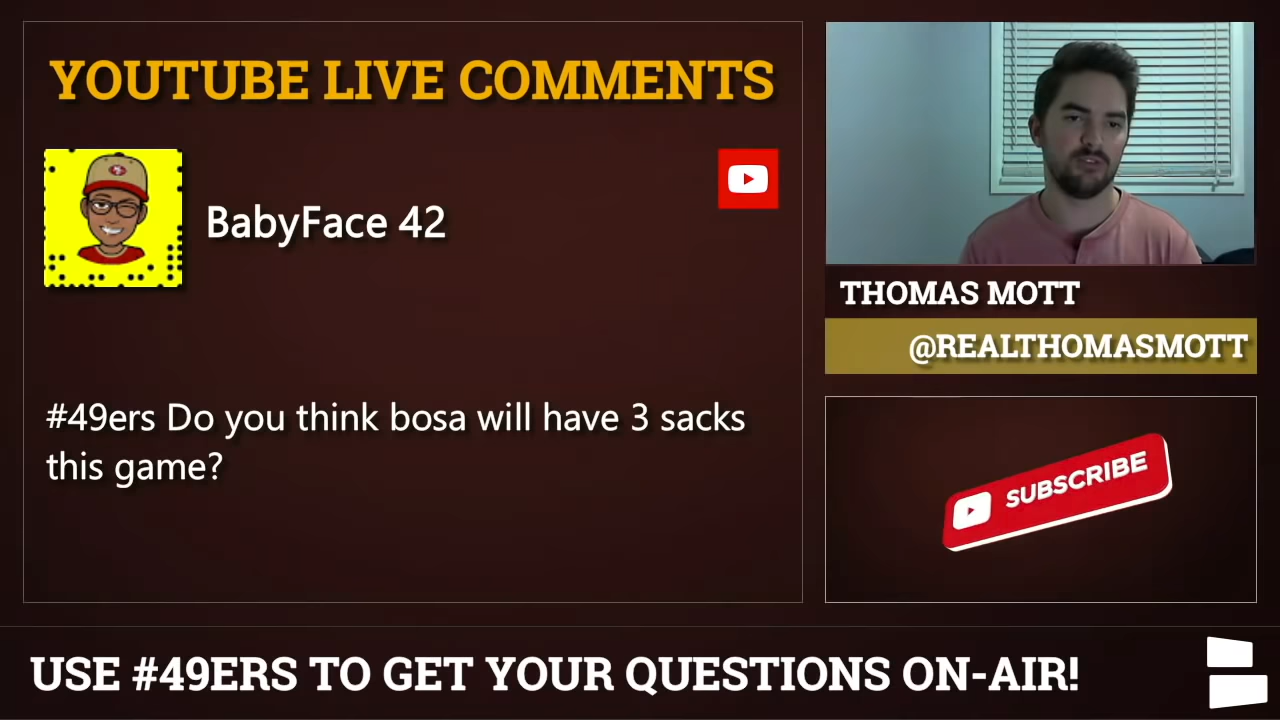 YOUTUBE LIVE COMMENTS
BabyFace 42
#49ers Do you think bosa will have 3 sacks
this game?
THOMAS MOTT
@REALTHOMASMOTT
SUBSCRIBE
USE #49ERS TO GET YOUR QUESTIONS ON-AIR!